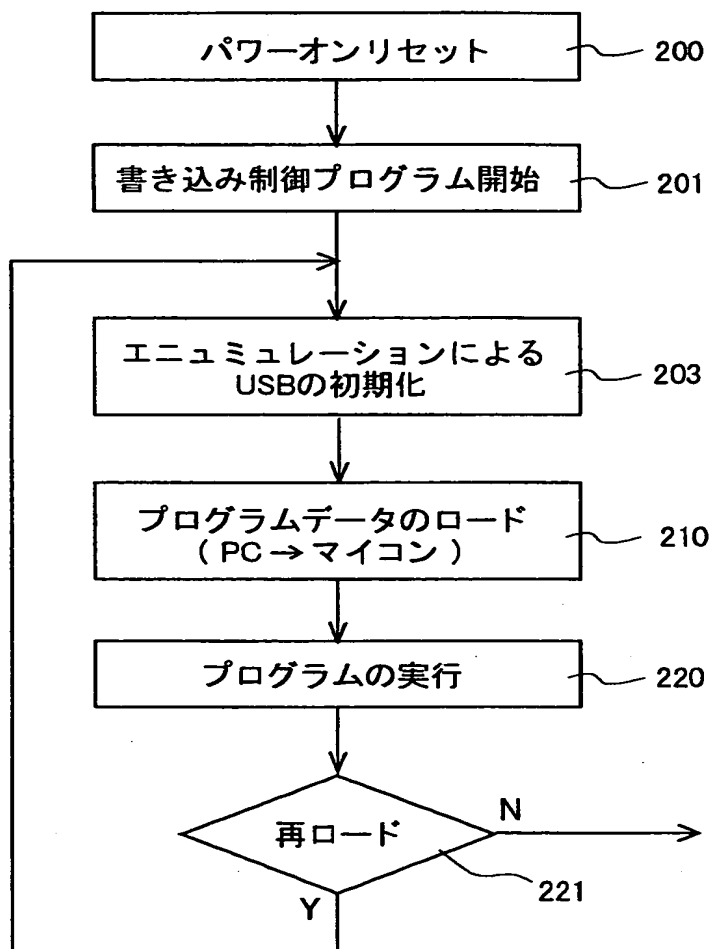 パワーオンリセット
200
書き込み制御プログラム開始
201
エニュミュレーションによる
USBの初期化
203
プログラムデータのロード
( PC → マイコン )
210
プログラムの実行
220
再ロード
N
221
Y